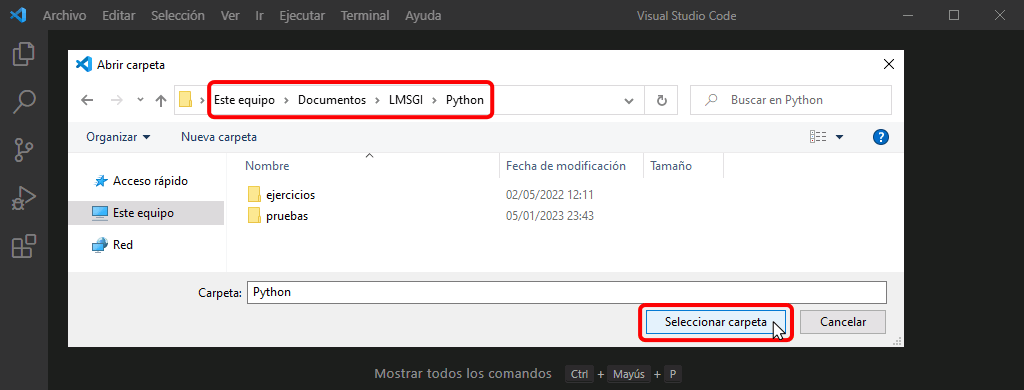 Archivo Editar Selección Ver Ir Ejecutar Terminal Ayuda Visual Studio Code
Abrir carpeta
Este equipo Documentos LMSGI Python Buscar en Python
Organizar Nueva carpeta ?
Nombre Fecha de modificación Tamaño
Acceso rápido
ejercicios 02/05/2022 12:11
Este equipo
pruebas 05/01/2023 23:43
Red
Carpeta: Python
Seleccionar carpeta Cancelar
Mostrar todos los comandos Ctrl + Mayús + P